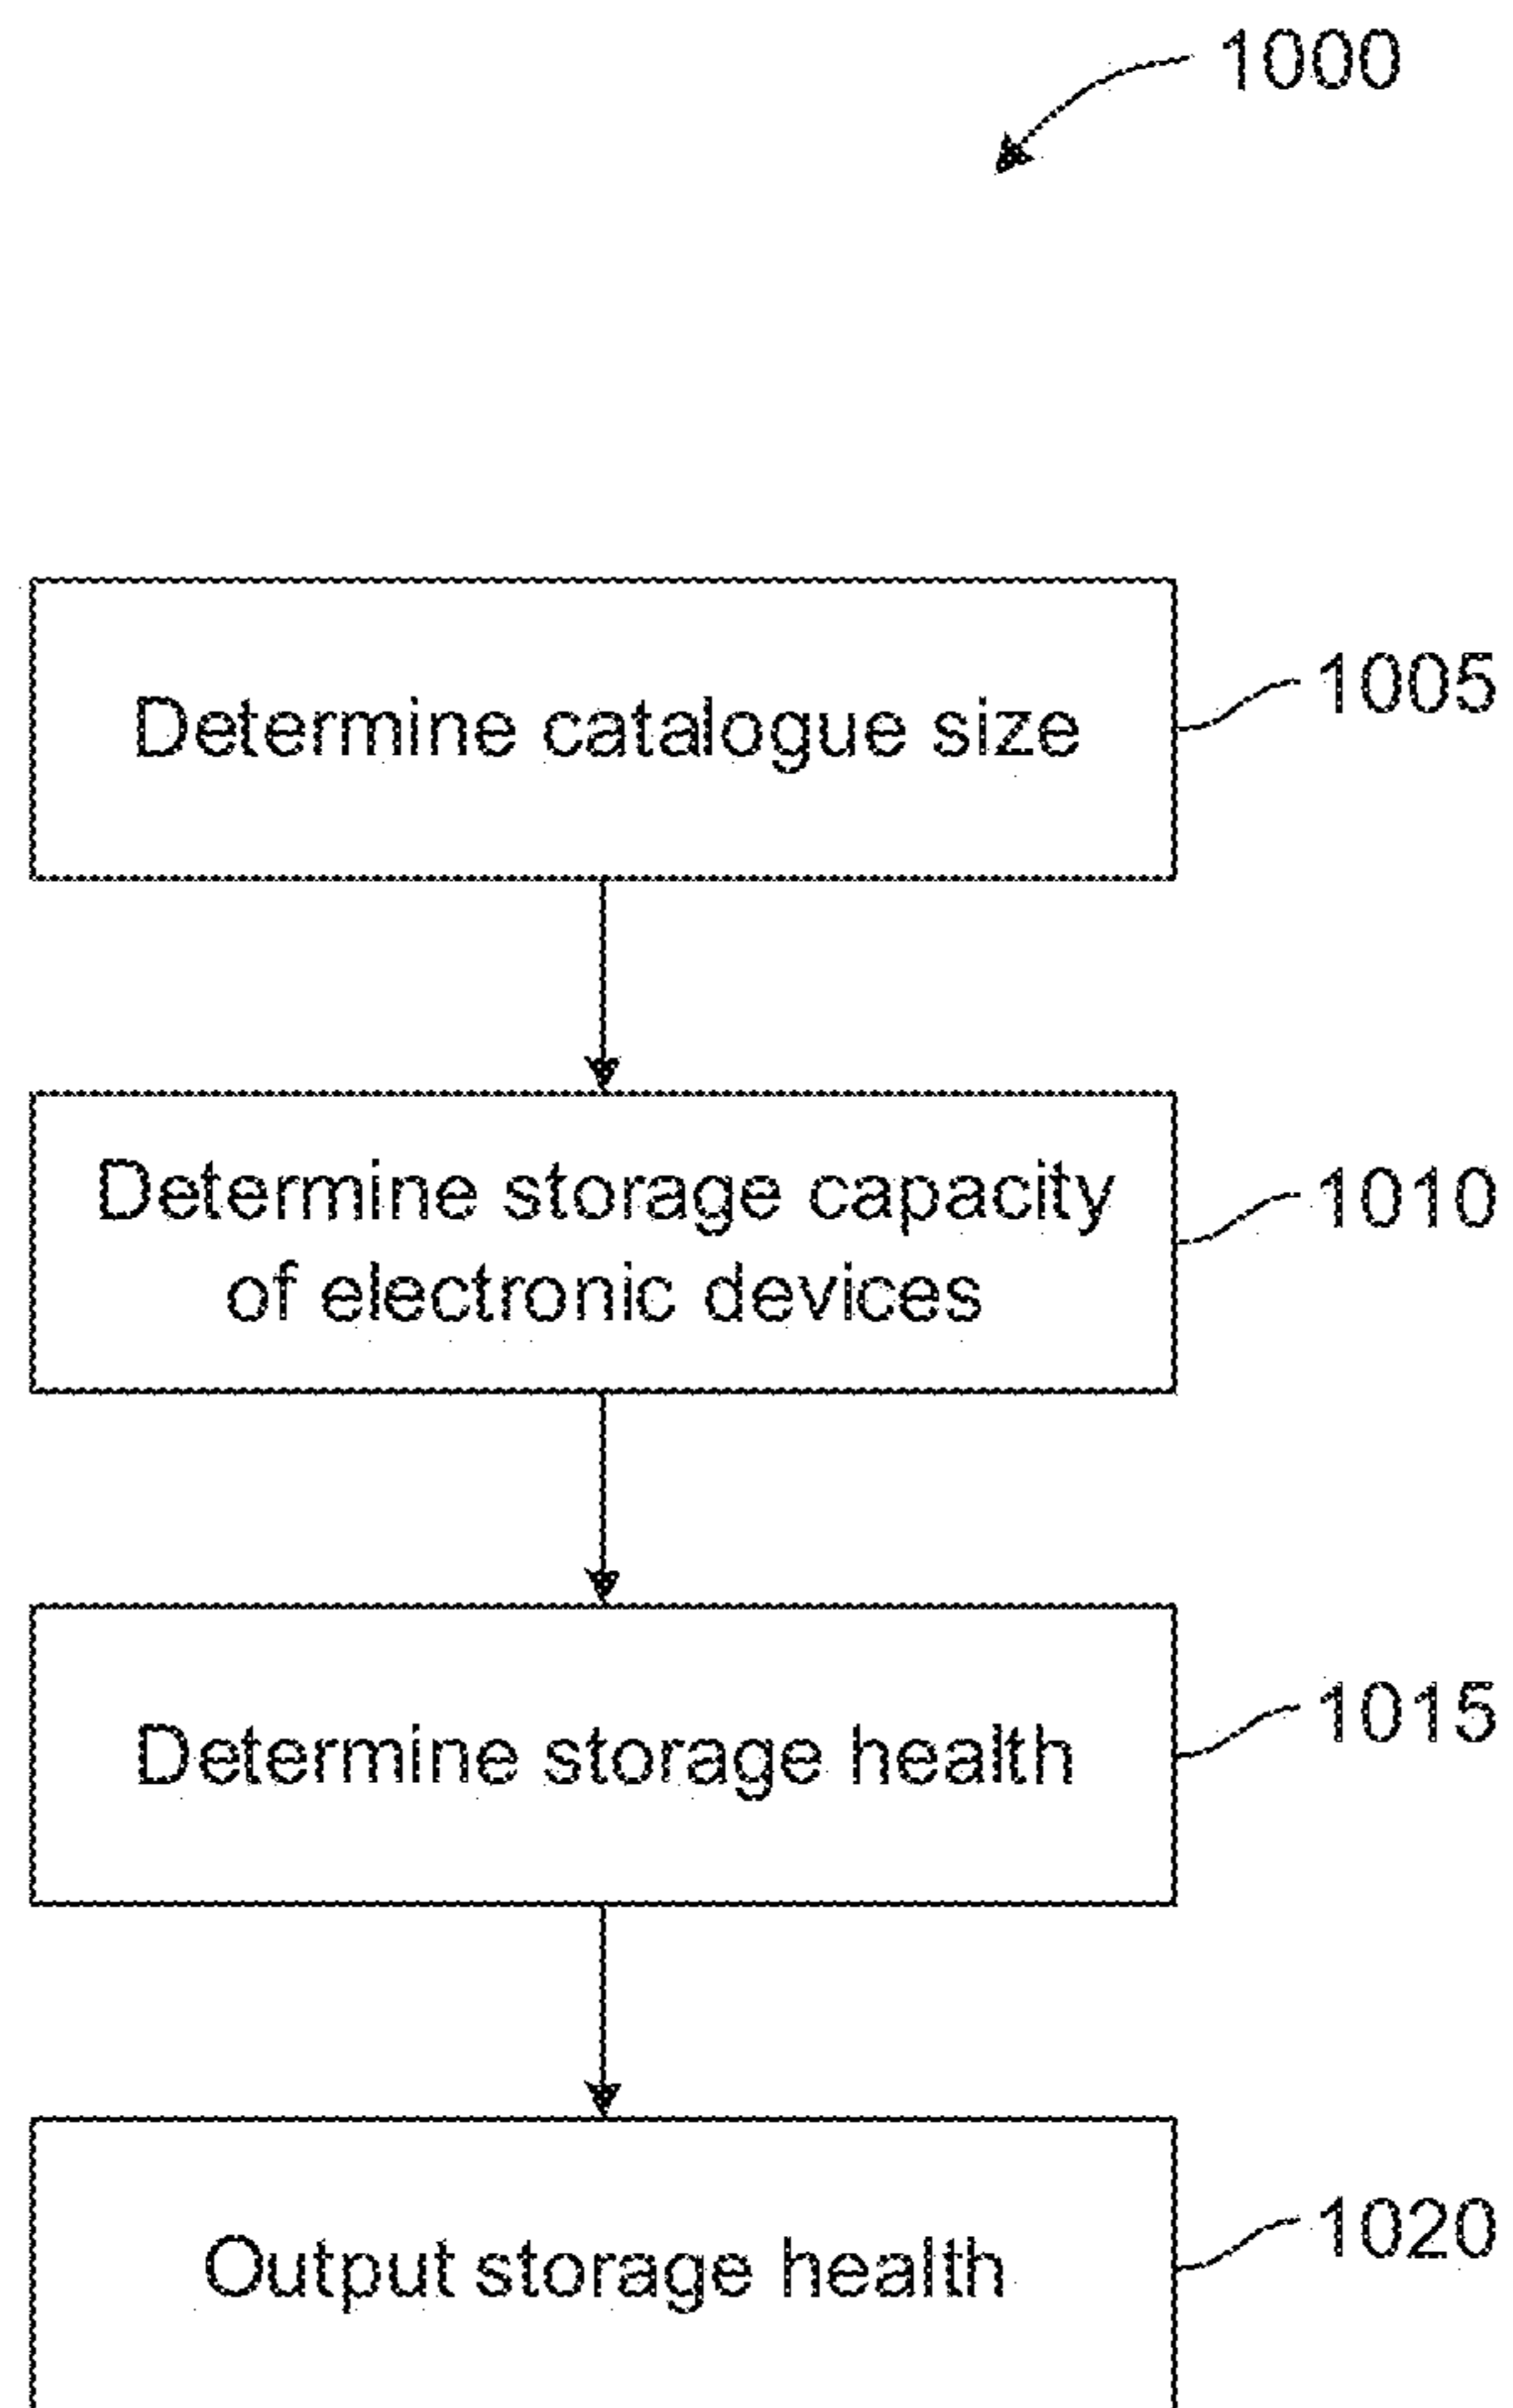 1000
Determine catalogue size
1005
Determine storage capacity
of electronic devices
1010
Determine storage health
1015
Output storage health
1020